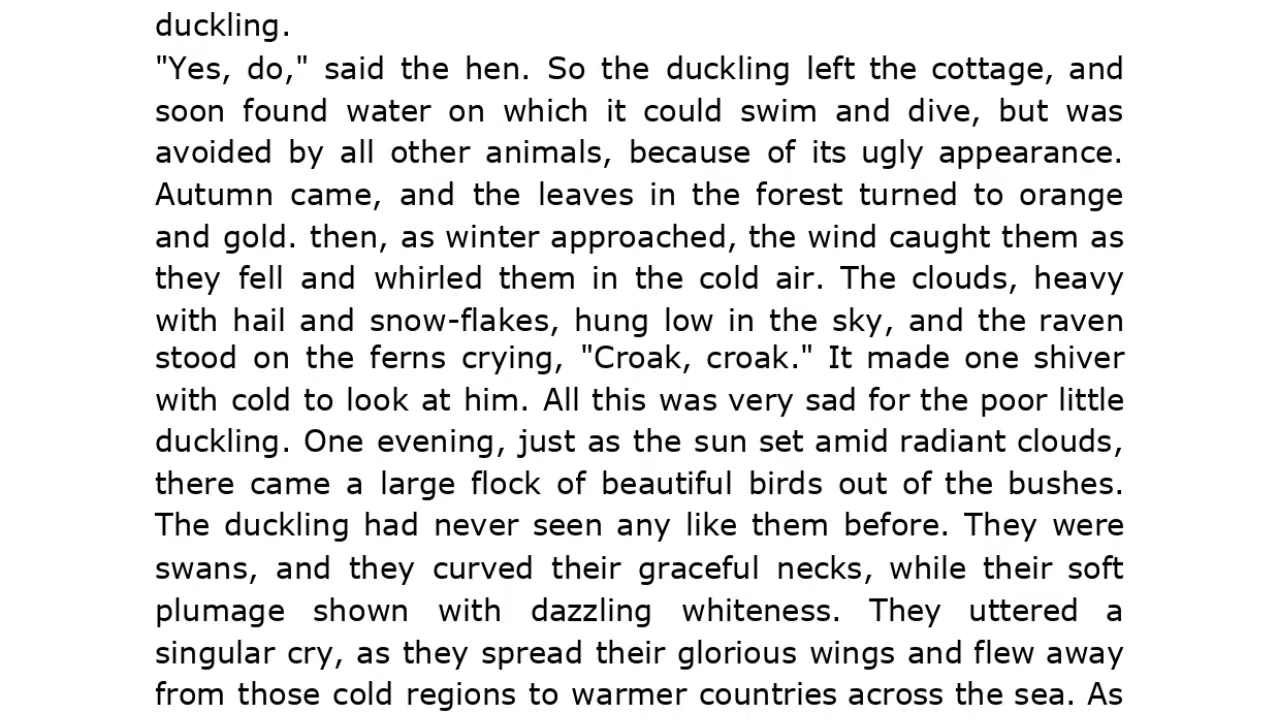 duckling.
"Yes, do," said the hen. So the duckling left the cottage, and
soon found water on which it could swim and dive, but was
avoided by all other animals, because of its ugly appearance.
Autumn came, and the leaves in the forest turned to orange
and gold. then, as winter approached, the wind caught them as
they fell and whirled them in the cold air. The clouds, heavy
with hail and snow-flakes, hung low in the sky, and the raven
stood on the ferns crying, "Croak, croak." It made one shiver
with cold to look at him. All this was very sad for the poor little
duckling. One evening, just as the sun set amid radiant clouds,
there came a large flock of beautiful birds out of the bushes.
The duckling had never seen any like them before. They were
swans, and they curved their graceful necks, while their soft
plumage shown with dazzling whiteness. They uttered a
singular cry, as they spread their glorious wings and flew away
from those cold regions to warmer countries across the sea. As